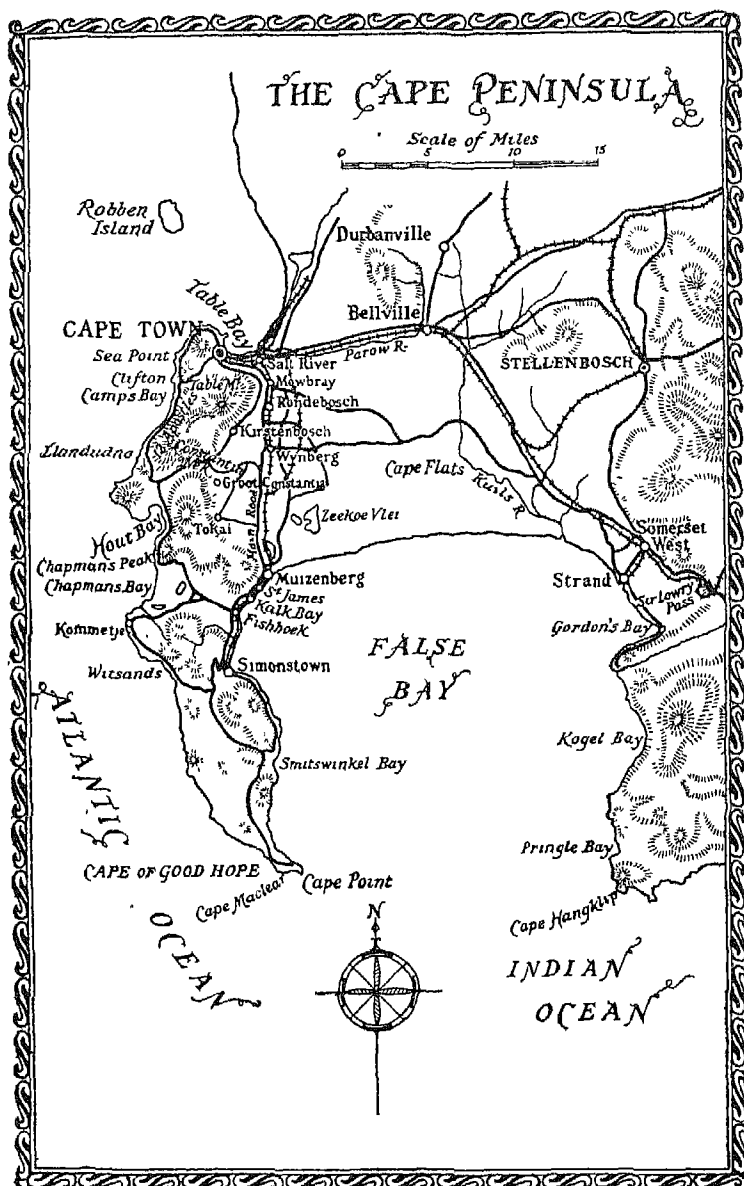 THE CAPE PENINSULA
Scale of Miles
0 5 10 15
Robben
Island
Durbanville
Table Bay
Bellville
CAPE TOWN
Parow R.
Sea Point
Salt River
Clifton
Mowbray
STELLENBOSCH
Camps Bay
Table Mt
Rondebosch
Kirstenbosch
Llandudno
Wynberg
Cape Flats
Groot Constantia
Kuils R.
Main Road
Zeekoe Vlei
Hout Bay
Tokai
Somerset
West
Chapmans Peak
Muizenberg
Strand
Chapmans Bay
St James
Kalk Bay
Sir Lowry
Pass
Kommetje
Fishhoek
Gordon's Bay
FALSE
BAY
Witsands
Simonstown
ATLANTIC
OCEAN
Kogel Bay
Smitswinkel Bay
Pringle Bay
CAPE OF GOOD HOPE
Cape Maclear
Cape Point
Cape Hangklip
N
INDIAN
OCEAN